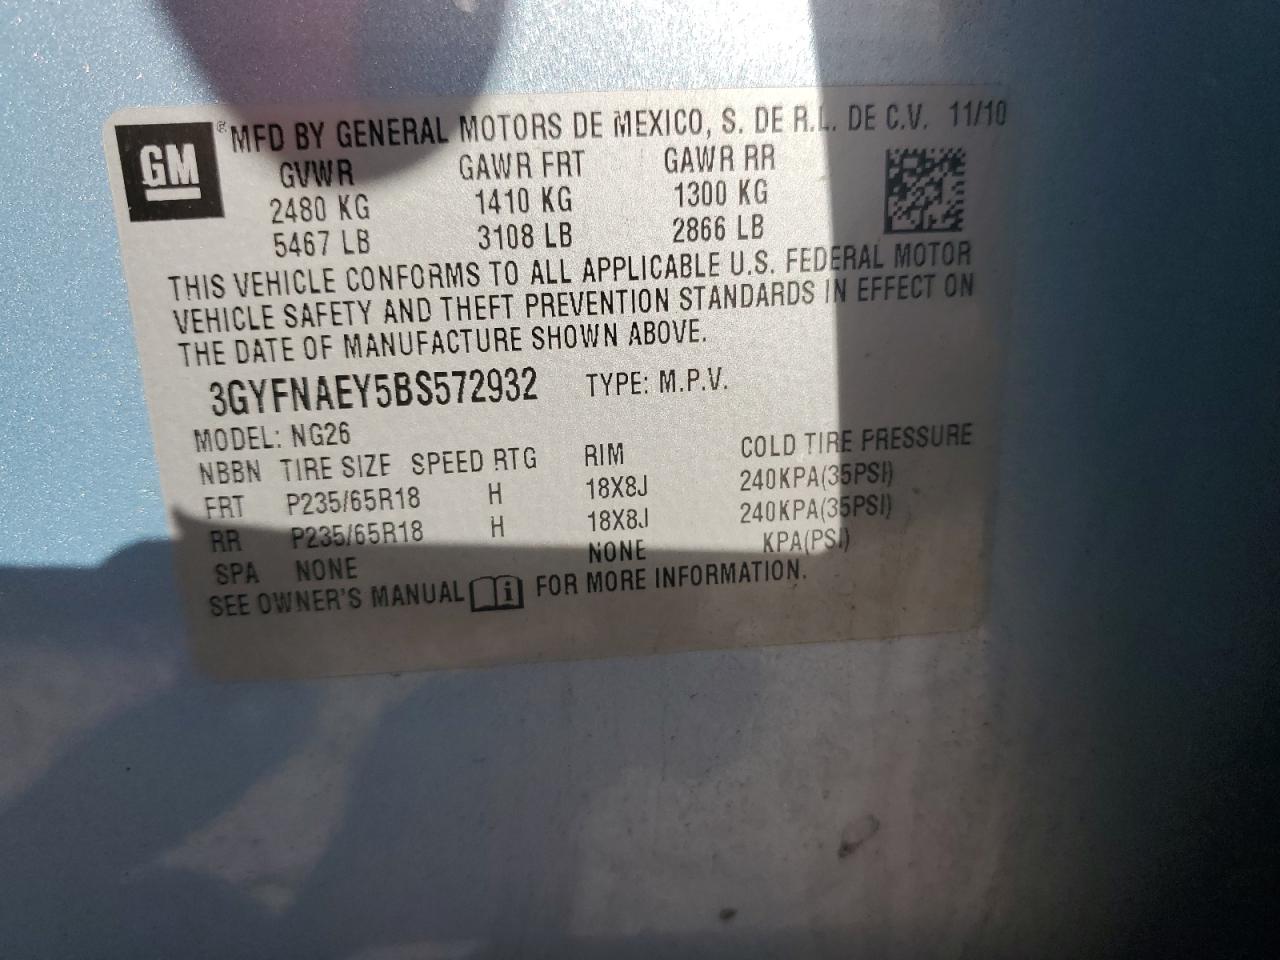 GM
® MFD BY GENERAL MOTORS DE MEXICO, S. DE R.L. DE C.V. 11/10
GVWR GAWR FRT GAWR RR
2480 KG 1410 KG 1300 KG
5467 LB 3108 LB 2866 LB
THIS VEHICLE CONFORMS TO ALL APPLICABLE U.S. FEDERAL MOTOR
VEHICLE SAFETY AND THEFT PREVENTION STANDARDS IN EFFECT ON
THE DATE OF MANUFACTURE SHOWN ABOVE.
3GYFNAEY5BS572932 TYPE: M.P.V.
MODEL: NG26
NBBN TIRE SIZE SPEED RTG RIM COLD TIRE PRESSURE
FRT P235/65R18 H 18X8J 240KPA(35PSI)
RR P235/65R18 H 18X8J 240KPA(35PSI)
SPA NONE NONE KPA(PSI)
SEE OWNER'S MANUAL FOR MORE INFORMATION.